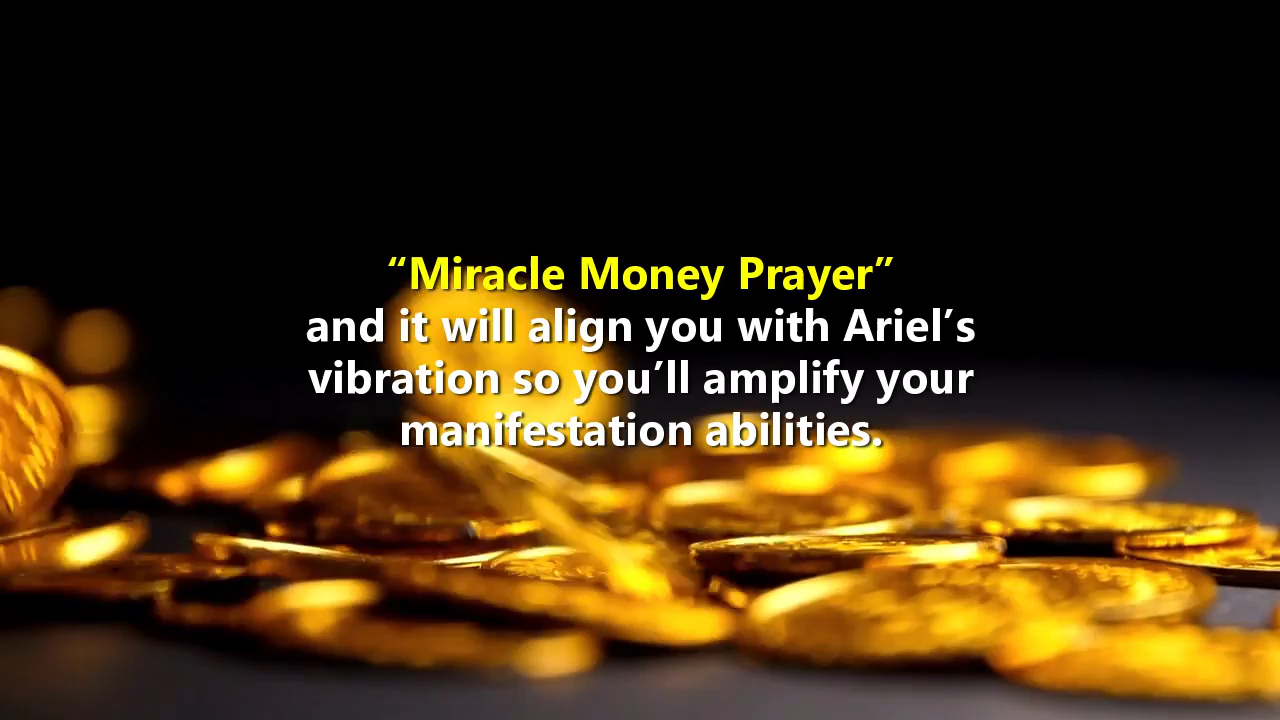 “Miracle Money Prayer”
and it will align you with Ariel’s
vibration so you’ll amplify your
manifestation abilities.